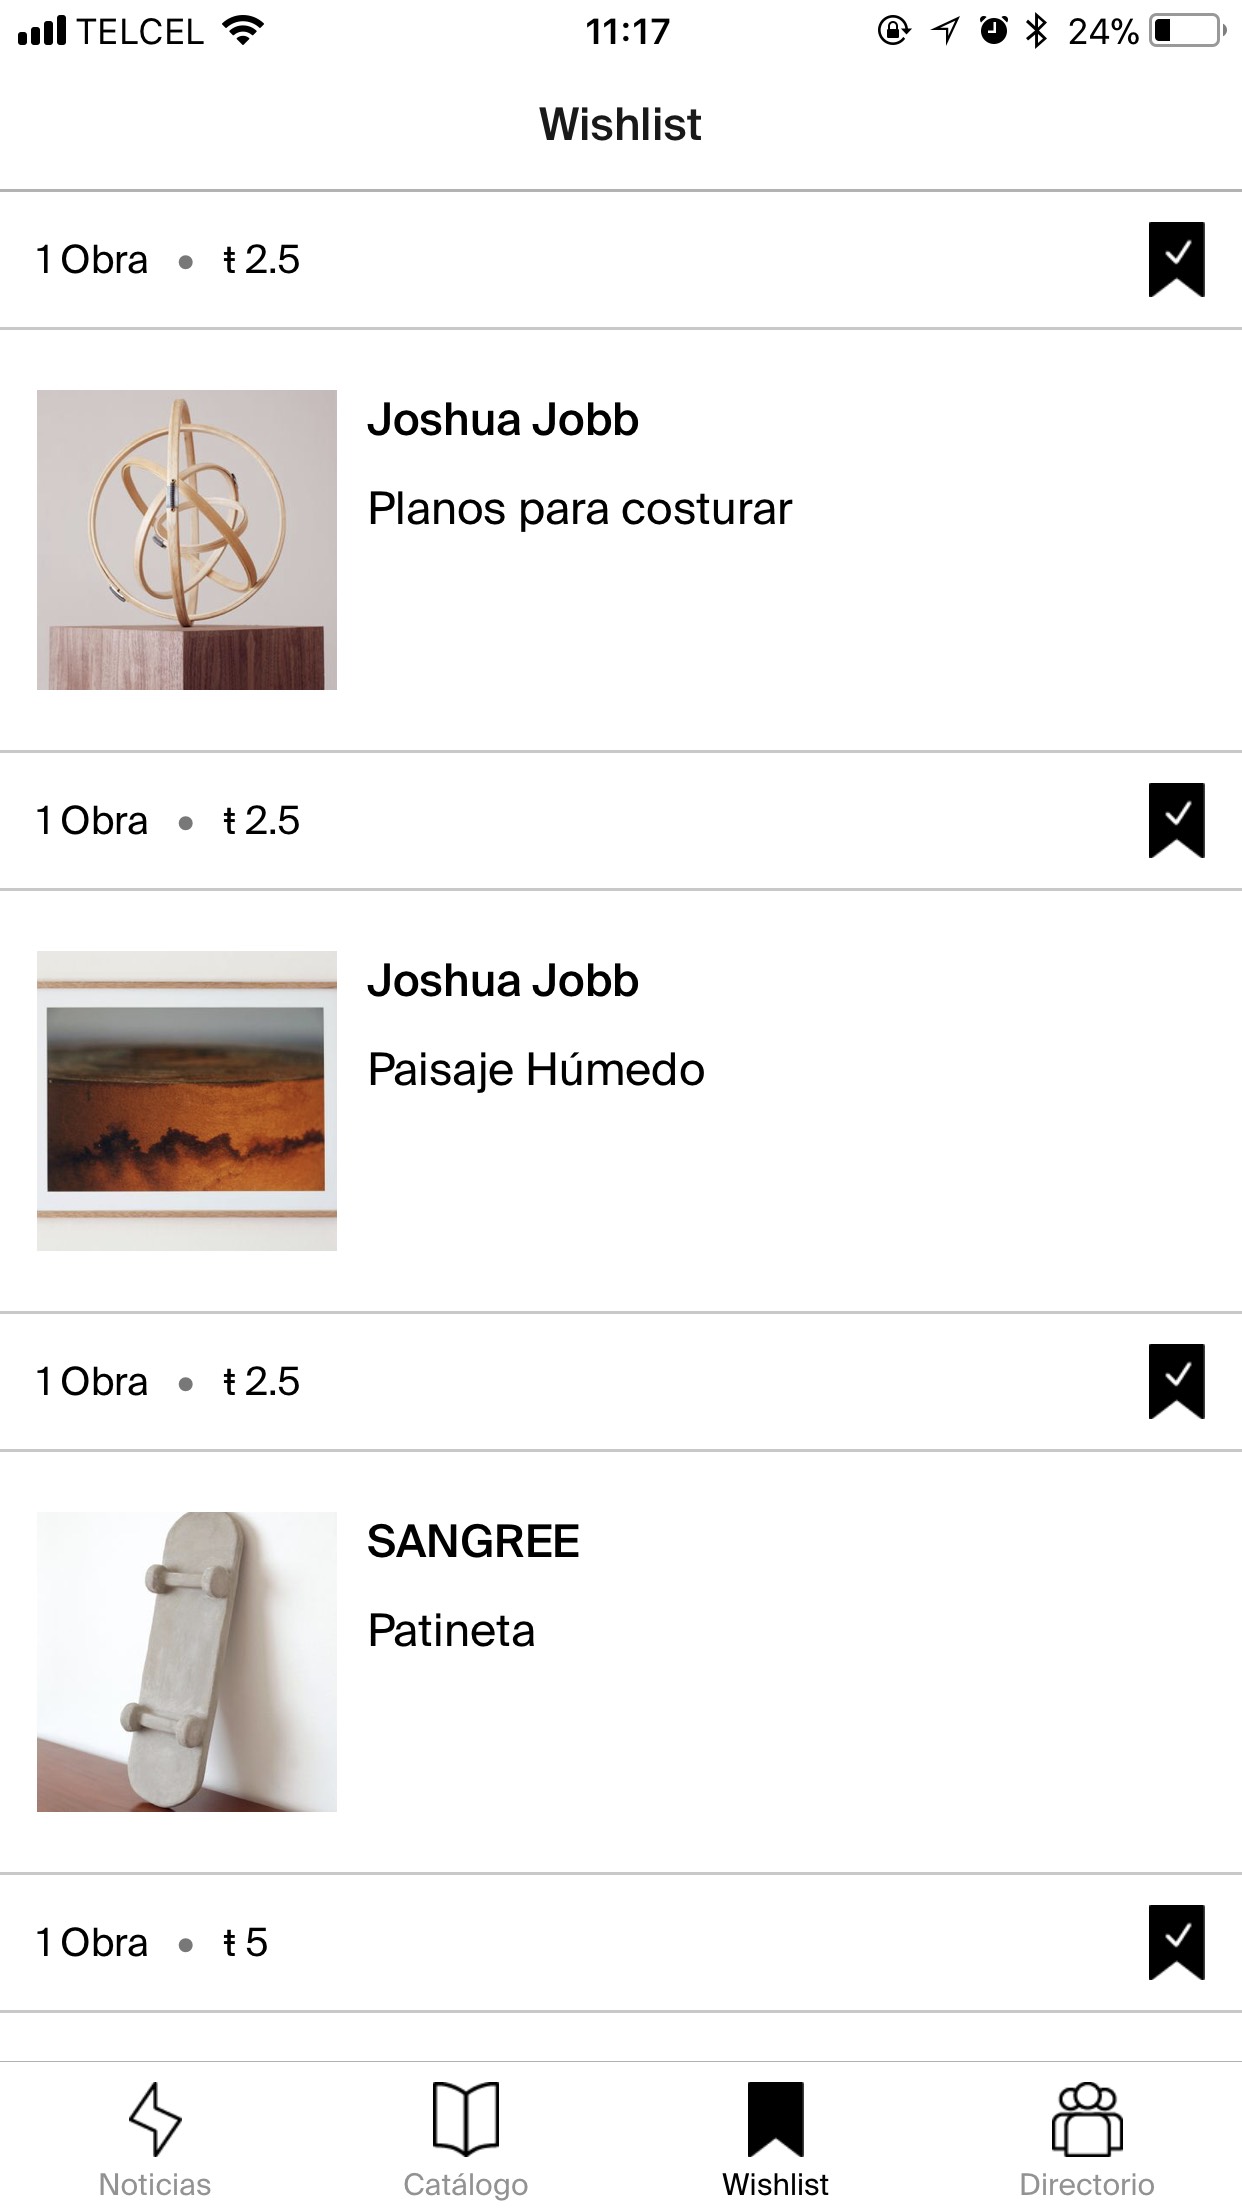 TELCEL 11:17 24%
Wishlist
1 Obra • ŧ 2.5
Joshua Jobb
Planos para costurar
1 Obra • ŧ 2.5
Joshua Jobb
Paisaje Húmedo
1 Obra • ŧ 2.5
SANGREE
Patineta
1 Obra • ŧ 5
Noticias Catálogo Wishlist Directorio